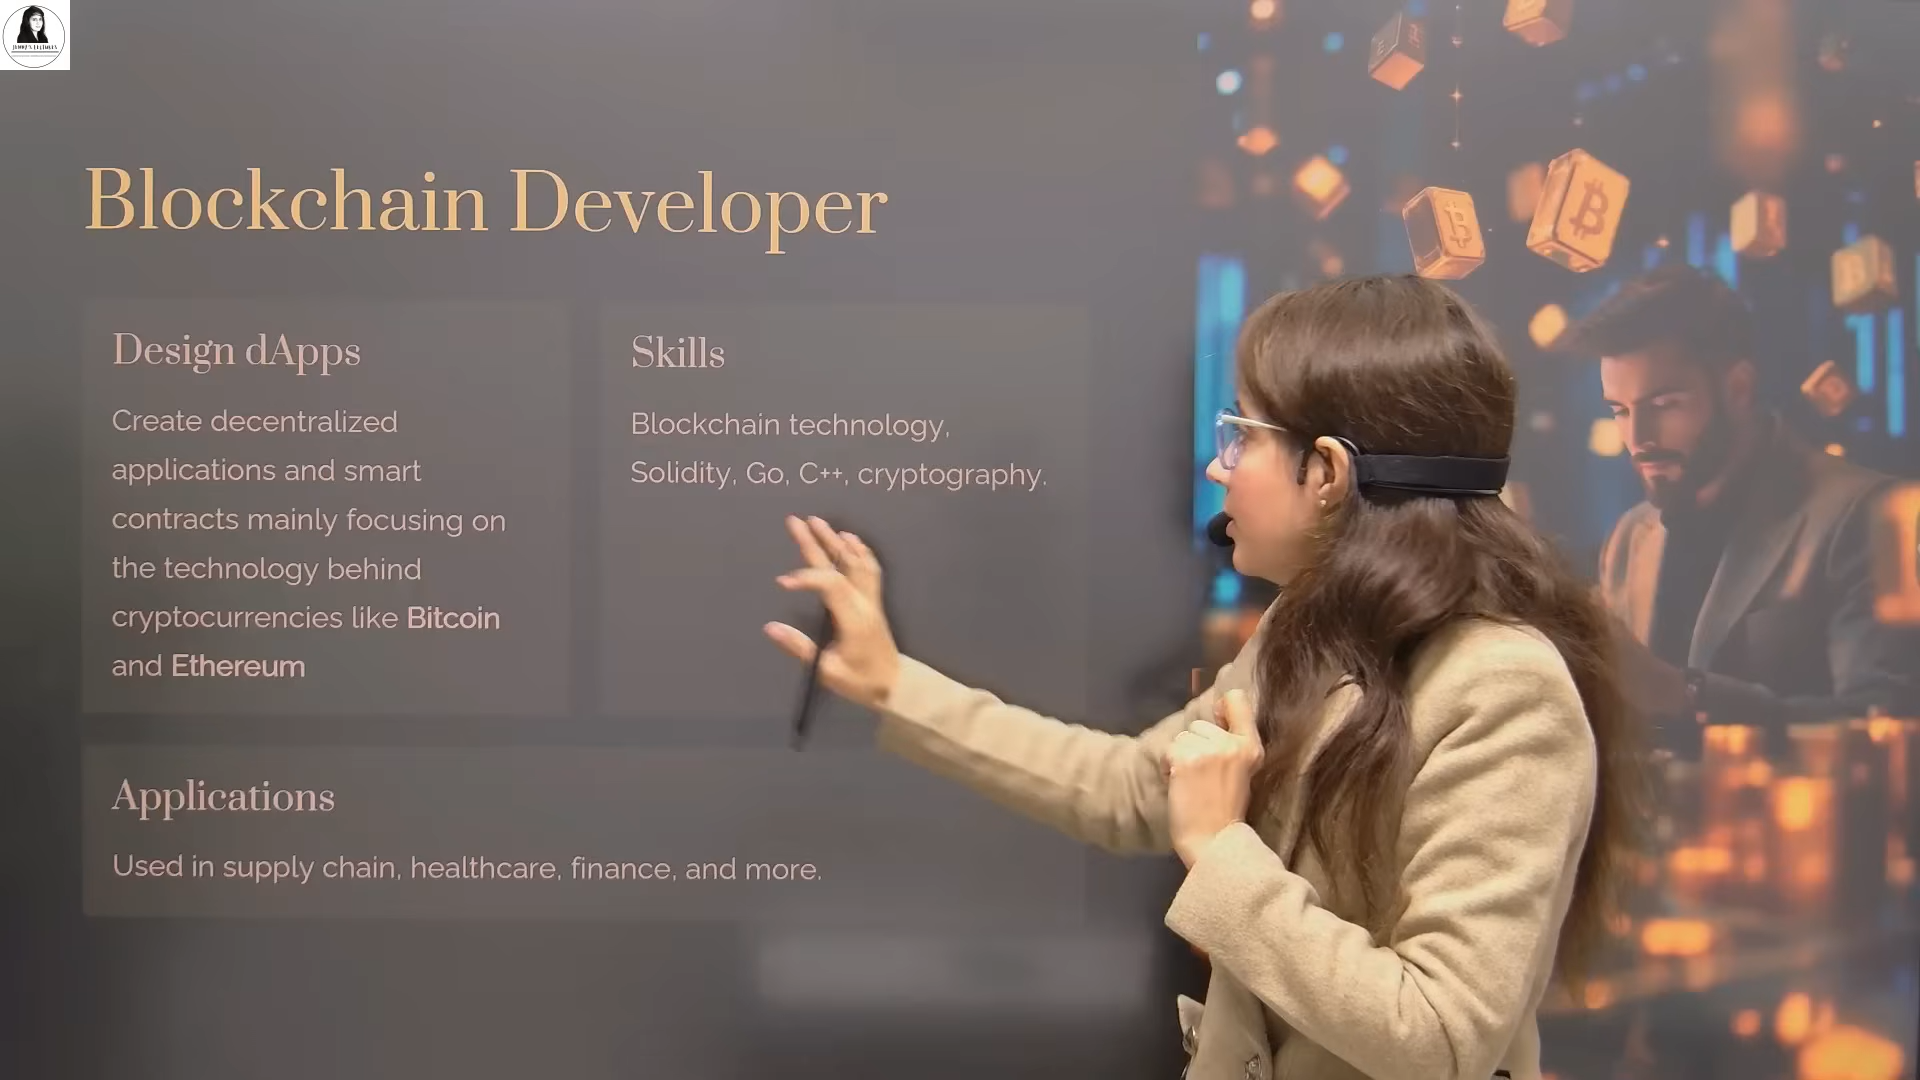 Blockchain Developer
Design dApps
Create decentralized
applications and smart
contracts mainly focusing on
the technology behind
cryptocurrencies like Bitcoin
and Ethereum
Skills
Blockchain technology,
Solidity, Go, C++, cryptography.
Applications
Used in supply chain, healthcare, finance, and more.